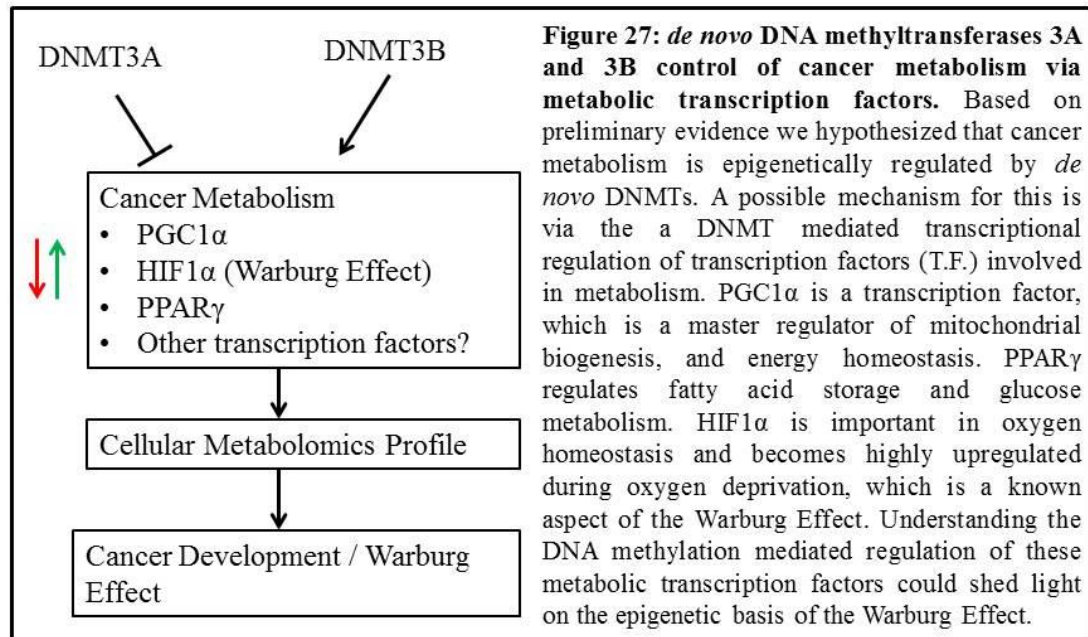 DNMT3A
DNMT3B
Cancer Metabolism
• PGC1α
• HIF1α (Warburg Effect)
• PPARγ
• Other transcription factors?
Cellular Metabolomics Profile
Cancer Development / Warburg
Effect
Figure 27: de novo DNA methyltransferases 3A
and 3B control of cancer metabolism via
metabolic transcription factors. Based on
preliminary evidence we hypothesized that cancer
metabolism is epigenetically regulated by de
novo DNMTs. A possible mechanism for this is
via the a DNMT mediated transcriptional
regulation of transcription factors (T.F.) involved
in metabolism. PGC1α is a transcription factor,
which is a master regulator of mitochondrial
biogenesis, and energy homeostasis. PPARγ
regulates fatty acid storage and glucose
metabolism. HIF1α is important in oxygen
homeostasis and becomes highly upregulated
during oxygen deprivation, which is a known
aspect of the Warburg Effect. Understanding the
DNA methylation mediated regulation of these
metabolic transcription factors could shed light
on the epigenetic basis of the Warburg Effect.